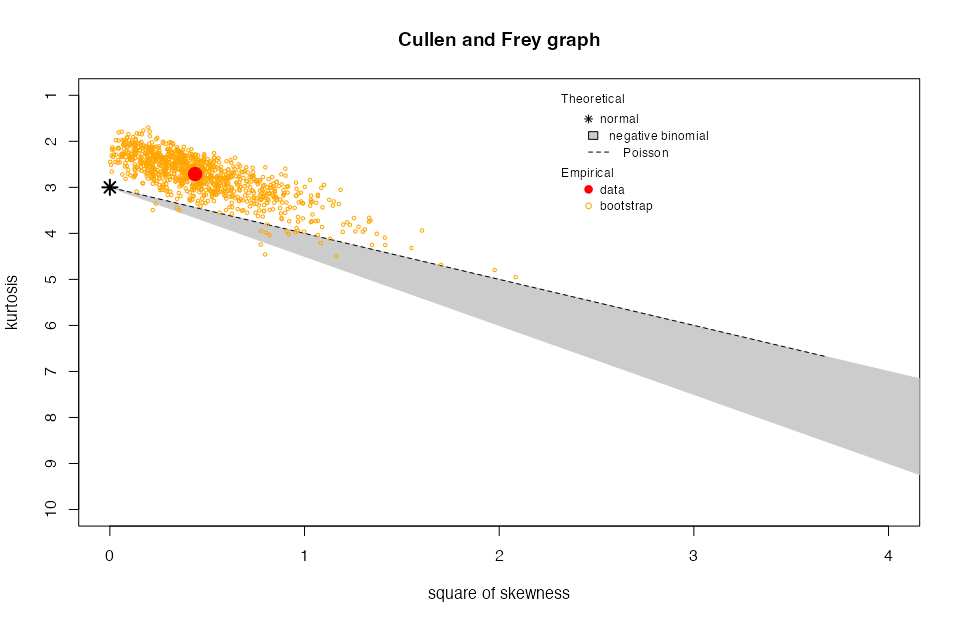 Cullen and Frey graph
Theoretical
normal
negative binomial
Poisson
Empirical
data
bootstrap
kurtosis
1
2
3
4
5
6
7
8
9
10
0 1 2 3 4
square of skewness